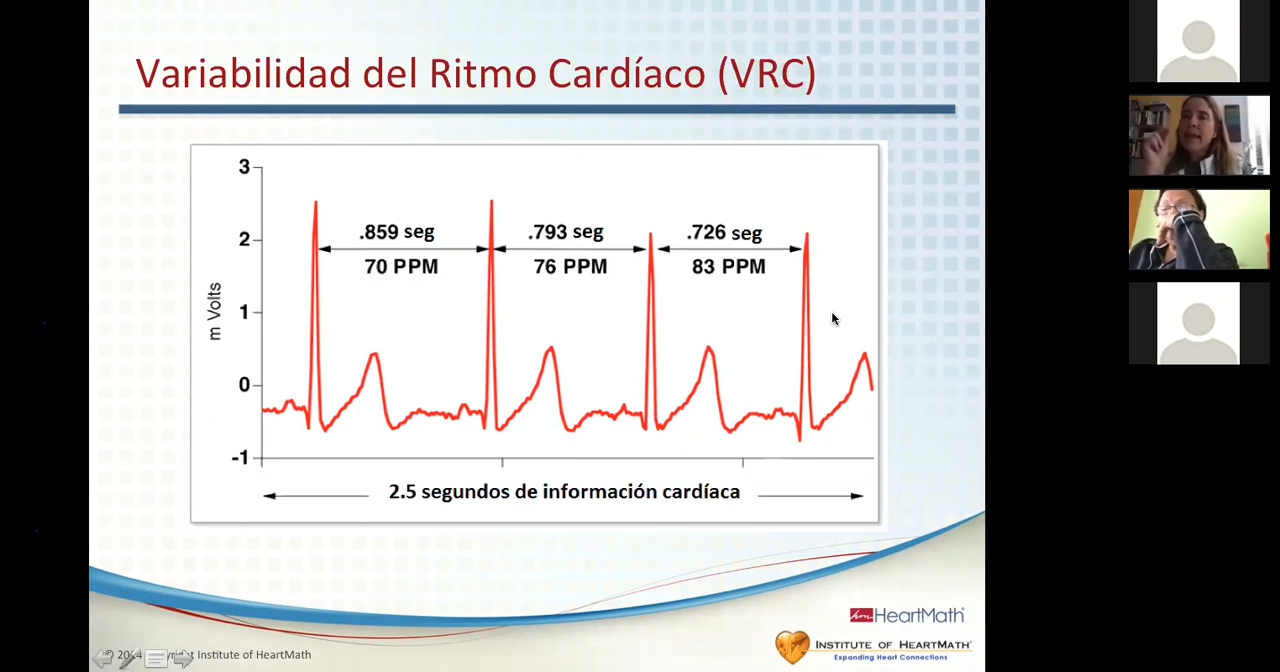 Variabilidad del Ritmo Cardíaco (VRC)
3
2
1
0
-1
m Volts
.859 seg
70 PPM
.793 seg
76 PPM
.726 seg
83 PPM
2.5 segundos de información cardíaca
HeartMath
INSTITUTE OF HEARTMATH
Expanding Heart Connections
Institute of HeartMath